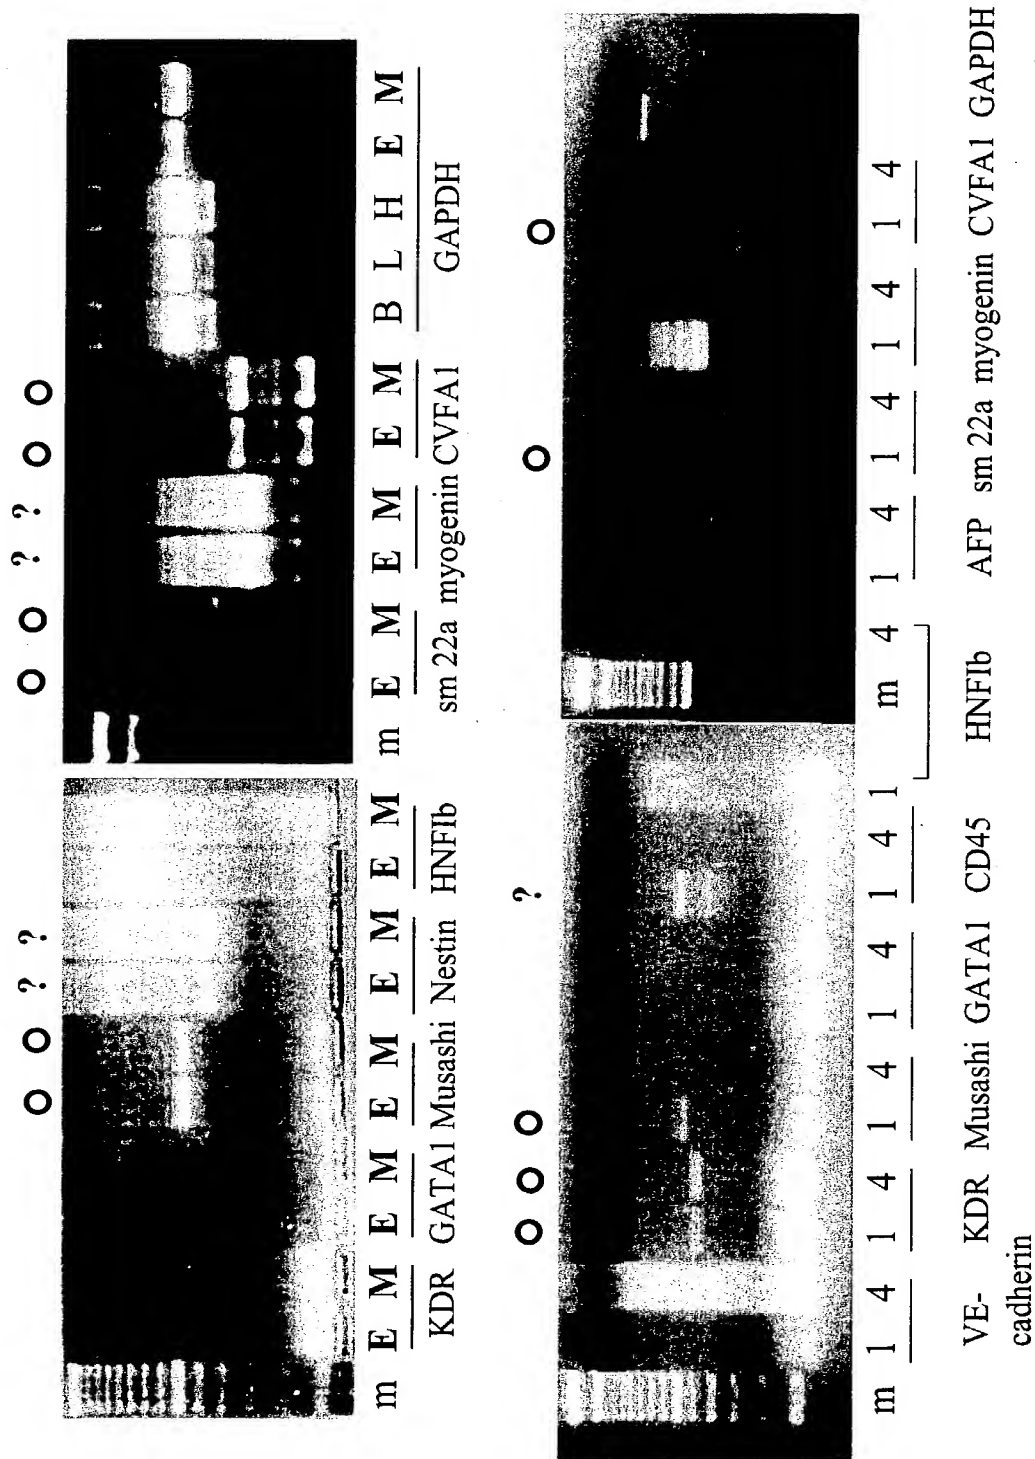 O O ? ? O O ? ? O O
m E M E M E M E M E M m E M E M E M B L H E M
KDR GATA1 Musashi Nestin HNFIb sm 22a myogenin CVFA1 GAPDH
O O O ? O O
m 1 4 1 4 1 4 1 4 1 4 1 m 4 1 4 1 4 1 4 1 4
VE- KDR Musashi GATA1 CD45 HNFIb AFP sm 22a myogenin CVFA1 GAPDH
cadherin